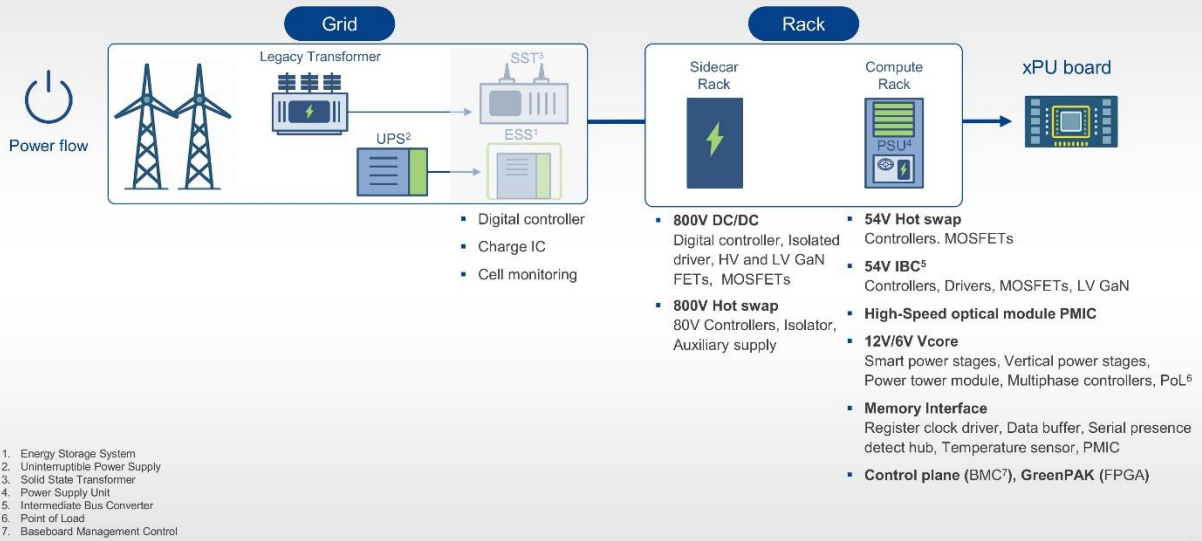 Grid
Rack
Power flow
Legacy Transformer
SST³
UPS²
ESS¹
Sidecar
Rack
Compute
Rack
PSU⁴
xPU board
▪ Digital controller
▪ Charge IC
▪ Cell monitoring
▪ 800V DC/DC
Digital controller, Isolated
driver, HV and LV GaN
FETs, MOSFETs
▪ 800V Hot swap
80V Controllers, Isolator,
Auxiliary supply
▪ 54V Hot swap
Controllers. MOSFETs
▪ 54V IBC⁵
Controllers, Drivers, MOSFETs, LV GaN
▪ High-Speed optical module PMIC
▪ 12V/6V Vcore
Smart power stages, Vertical power stages,
Power tower module, Multiphase controllers, PoL⁶
▪ Memory Interface
Register clock driver, Data buffer, Serial presence
detect hub, Temperature sensor, PMIC
▪ Control plane (BMC⁷), GreenPAK (FPGA)
1. Energy Storage System
2. Uninterruptible Power Supply
3. Solid State Transformer
4. Power Supply Unit
5. Intermediate Bus Converter
6. Point of Load
7. Baseboard Management Control